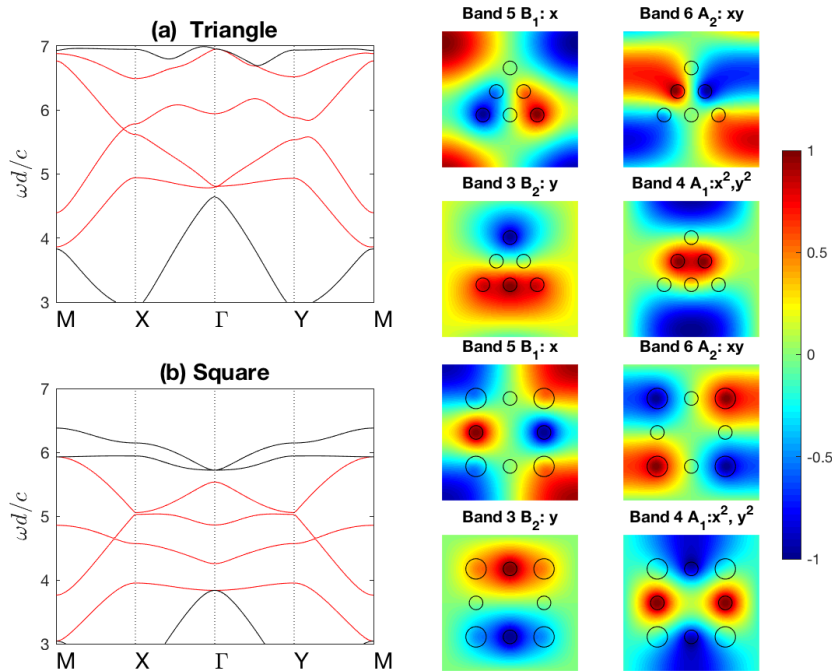 (a) Triangle
7
6
5
4
3
ωd/c
M X Γ Y M
(b) Square
7
6
5
4
3
ωd/c
M X Γ Y M
Band 5 B₁: x
Band 6 A₂: xy
Band 3 B₂: y
Band 4 A₁:x²,y²
Band 5 B₁: x
Band 6 A₂: xy
Band 3 B₂: y
Band 4 A₁:x², y²
1
0.5
0
-0.5
-1